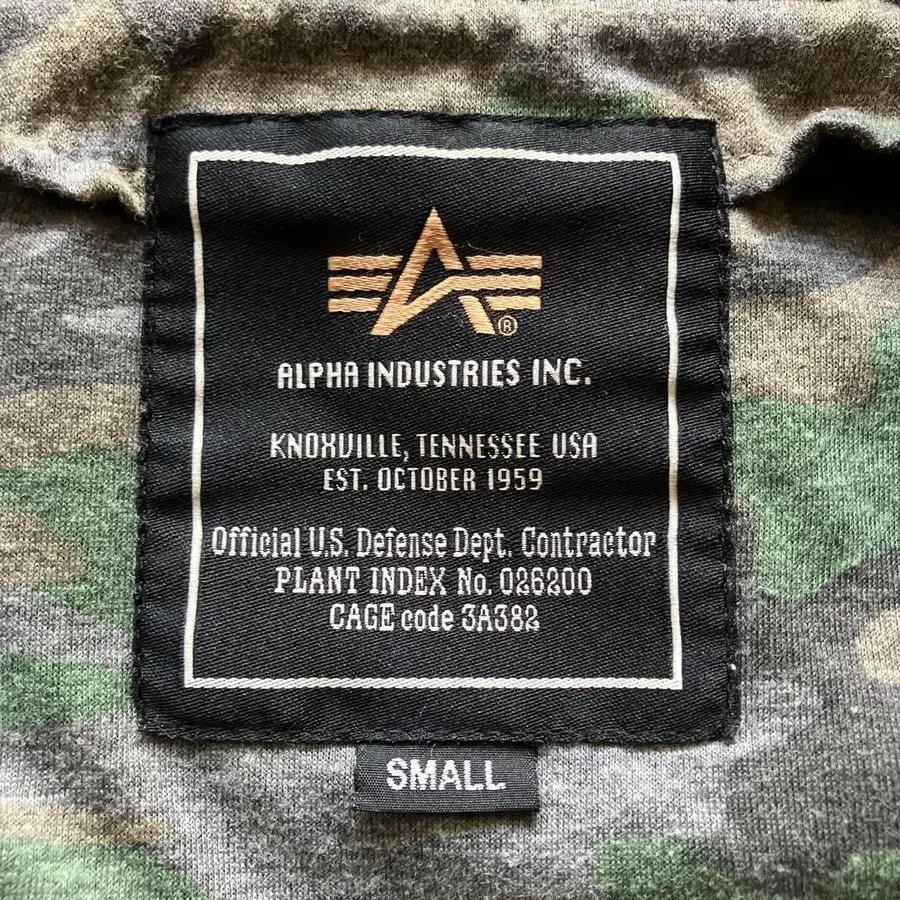 ®
ALPHA INDUSTRIES INC.
KNOXVILLE, TENNESSEE USA
EST. OCTOBER 1959
Official U.S. Defense Dept. Contractor
PLANT INDEX No. 026200
CAGE code 3A382
SMALL